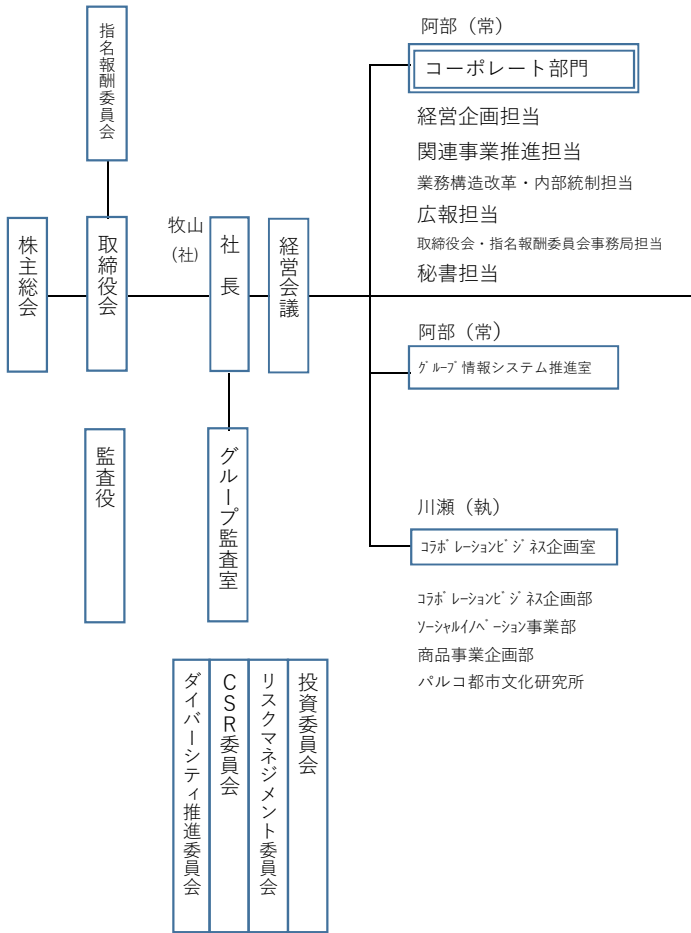 指名報酬委員会
株主総会
取締役会
牧山
(社)
社長
経営会議
監査役
グループ監査室
ダイバーシティ推進委員会
CSR委員会
リスクマネジメント委員会
投資委員会
阿部（常）
コーポレート部門
経営企画担当
関連事業推進担当
業務構造改革・内部統制担当
広報担当
取締役会・指名報酬委員会事務局担当
秘書担当
阿部（常）
ｸﾞﾙｰﾌﾟ情報システム推進室
川瀬（執）
ｺﾗﾎﾞﾚｰｼｮﾝﾋﾞｼﾞﾈｽ企画室
ｺﾗﾎﾞﾚｰｼｮﾝﾋﾞｼﾞﾈｽ企画部
ｿｰｼｬﾙｲﾉﾍﾞｰｼｮﾝ事業部
商品事業企画部
パルコ都市文化研究所